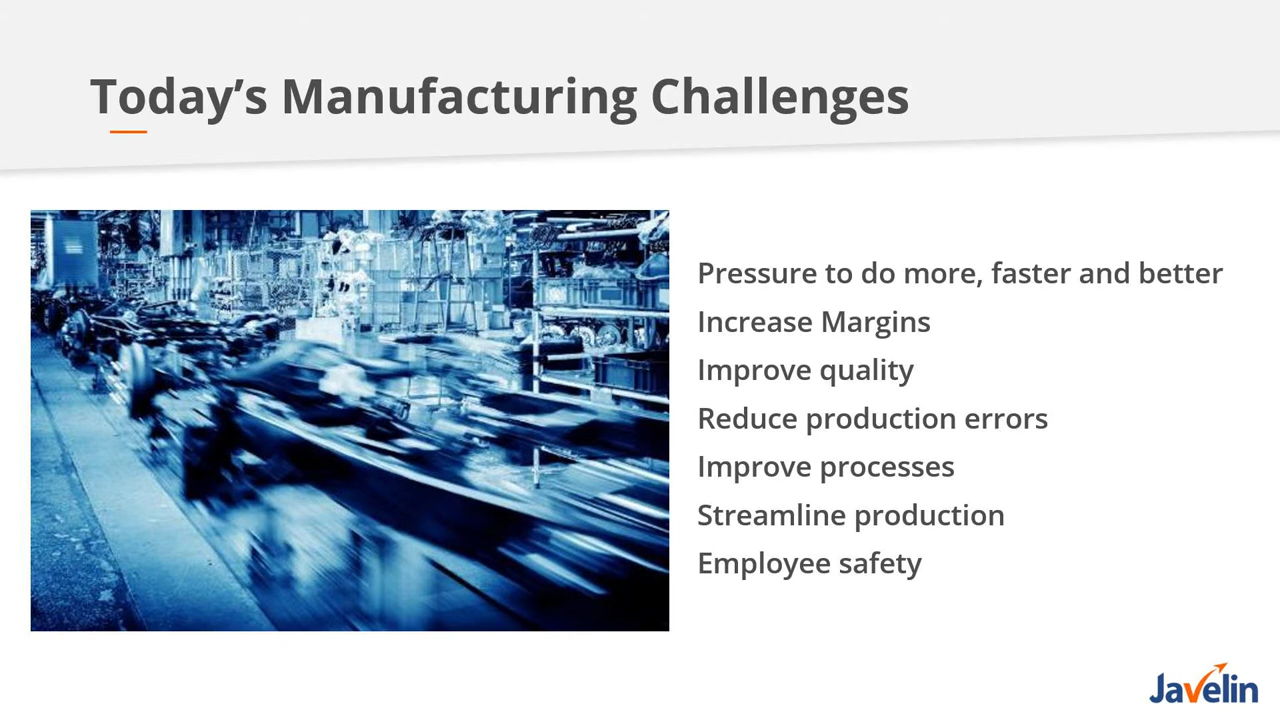 Today’s Manufacturing Challenges
Pressure to do more, faster and better
Increase Margins
Improve quality
Reduce production errors
Improve processes
Streamline production
Employee safety
Javelin